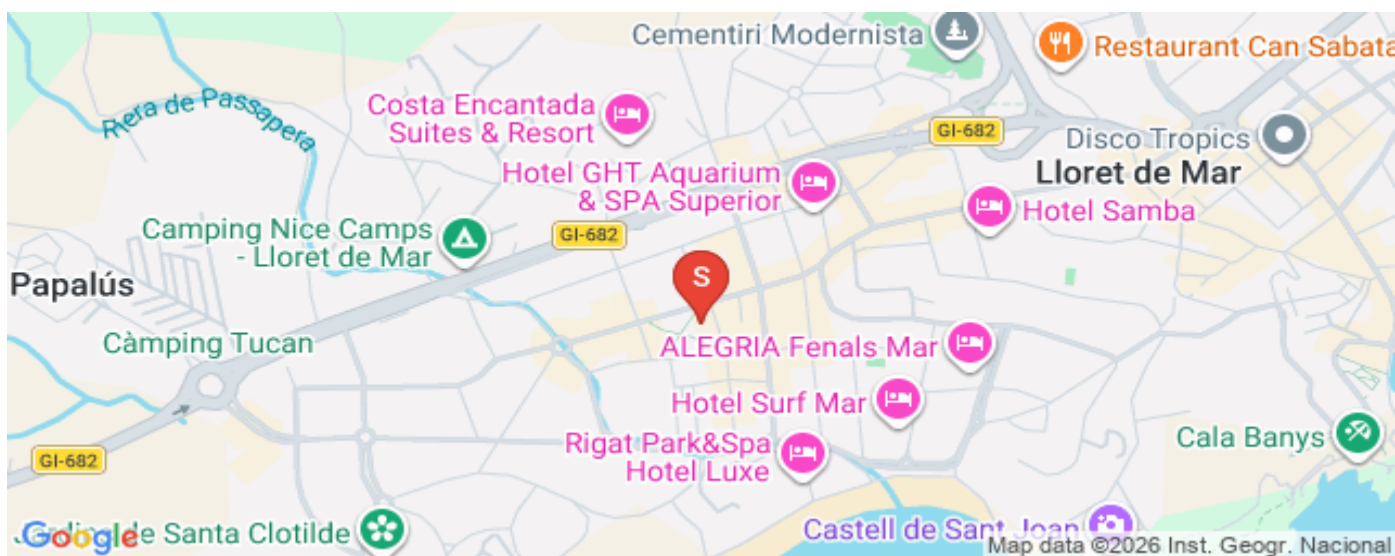 Cementiri Modernista
Restaurant Can Sabata
Riera de Passapera
Costa Encantada
Suites & Resort
GI-682
Disco Tropics
Lloret de Mar
Hotel GHT Aquarium
& SPA Superior
Hotel Samba
Camping Nice Camps
- Lloret de Mar
GI-682
S
Papalús
Càmping Tucan
ALEGRIA Fenals Mar
Hotel Surf Mar
Rigat Park&Spa
Hotel Luxe
Cala Banys
GI-682
Google
de Santa Clotilde
Castell de Sant Joan
Map data ©2026 Inst. Geogr. Nacional